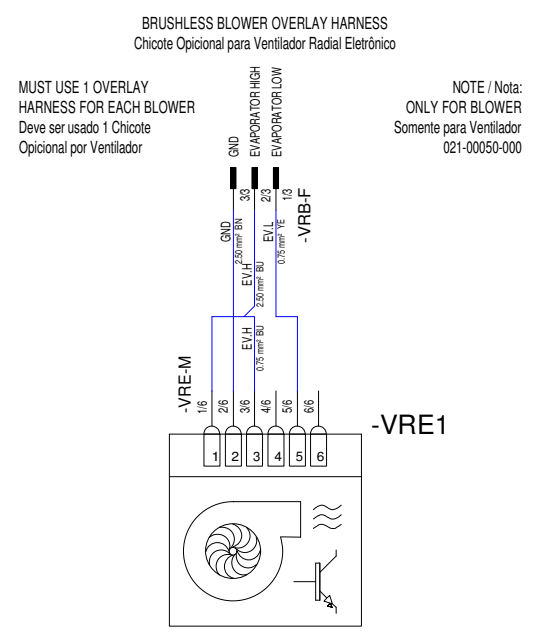 BRUSHLESS BLOWER OVERLAY HARNESS
Chicote Opicional para Ventilador Radial Eletrônico
MUST USE 1 OVERLAY
HARNESS FOR EACH BLOWER
Deve ser usado 1 Chicote
Opicional por Ventilador
NOTE / Nota:
ONLY FOR BLOWER
Somente para Ventilador
021-00050-000
GND
EVAPORATOR HIGH
EVAPORATOR LOW
3/3
2/3
1/3
-VRB-F
GND
2.50 mm² BN
EV.H
2.50 mm² BU
EV.L
0.75 mm² YE
EV.H
0.75 mm² BU
-VRE-M
1/6
2/6
3/6
4/6
5/6
6/6
-VRE1
1
2
3
4
5
6